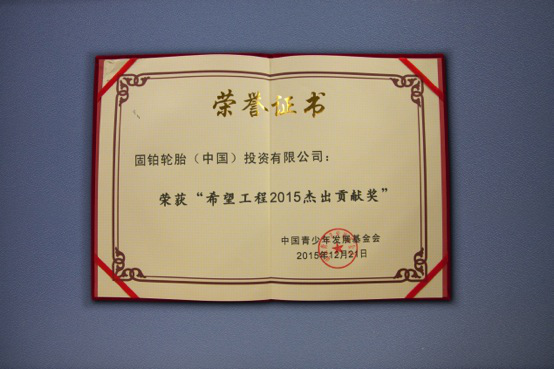 荣誉证书
固铂轮胎（中国）投资有限公司：
荣获“希望工程2015杰出贡献奖”
中国青少年发展基金会
2015年12月21日